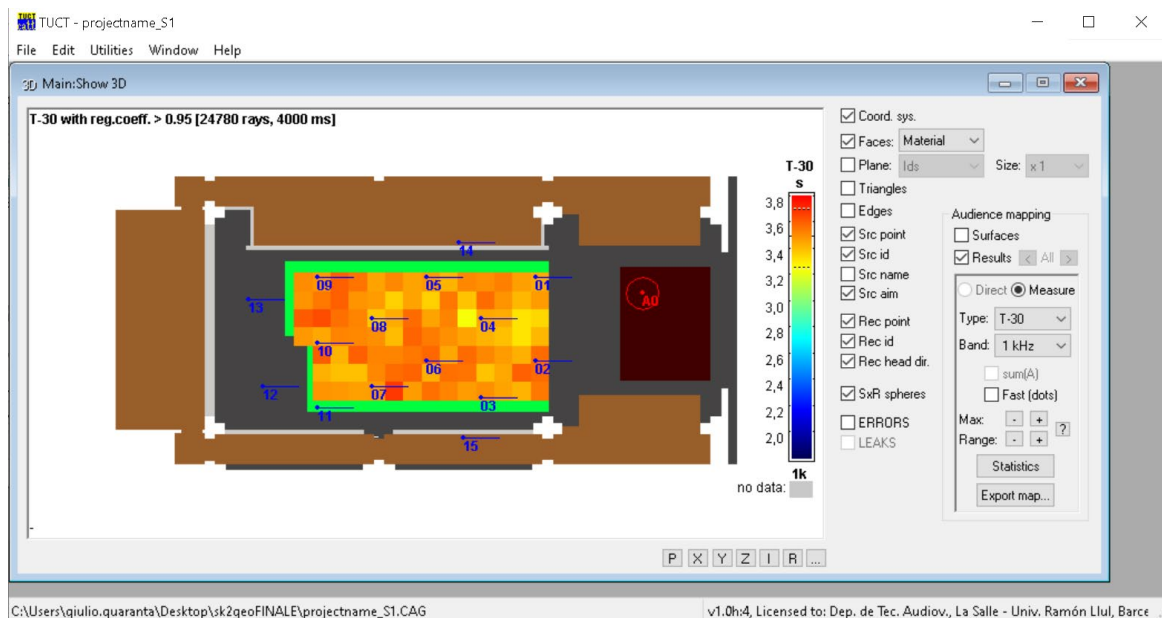 TUCT - projectname_S1
File Edit Utilities Window Help
3D Main:Show 3D
T-30 with reg.coeff. > 0.95 [24780 rays, 4000 ms]
T-30
s
3,8
3,6
3,4
3,2
3,0
2,8
2,6
2,4
2,2
2,0
1k
no data:
14
09 05 01
13
A0
08 04
10
06 02
12 07
03
11
15
-
Coord. sys.
Faces: Material
Plane: Ids Size: x 1
Triangles
Edges
Src point
Src id
Src name
Src aim
Rec point
Rec id
Rec head dir.
SxR spheres
ERRORS
LEAKS
Audience mapping
Surfaces
Results < All >
Direct Measure
Type: T-30
Band: 1 kHz
sum(A)
Fast (dots)
Max: - +
Range: - + ?
Statistics
Export map...
P X Y Z I R ...
C:\Users\giulio.quaranta\Desktop\sk2geoFINALE\projectname_S1.CAG
v1.0h:4, Licensed to: Dep. de Tec. Audiov., La Salle - Univ. Ramón Llul, Barce